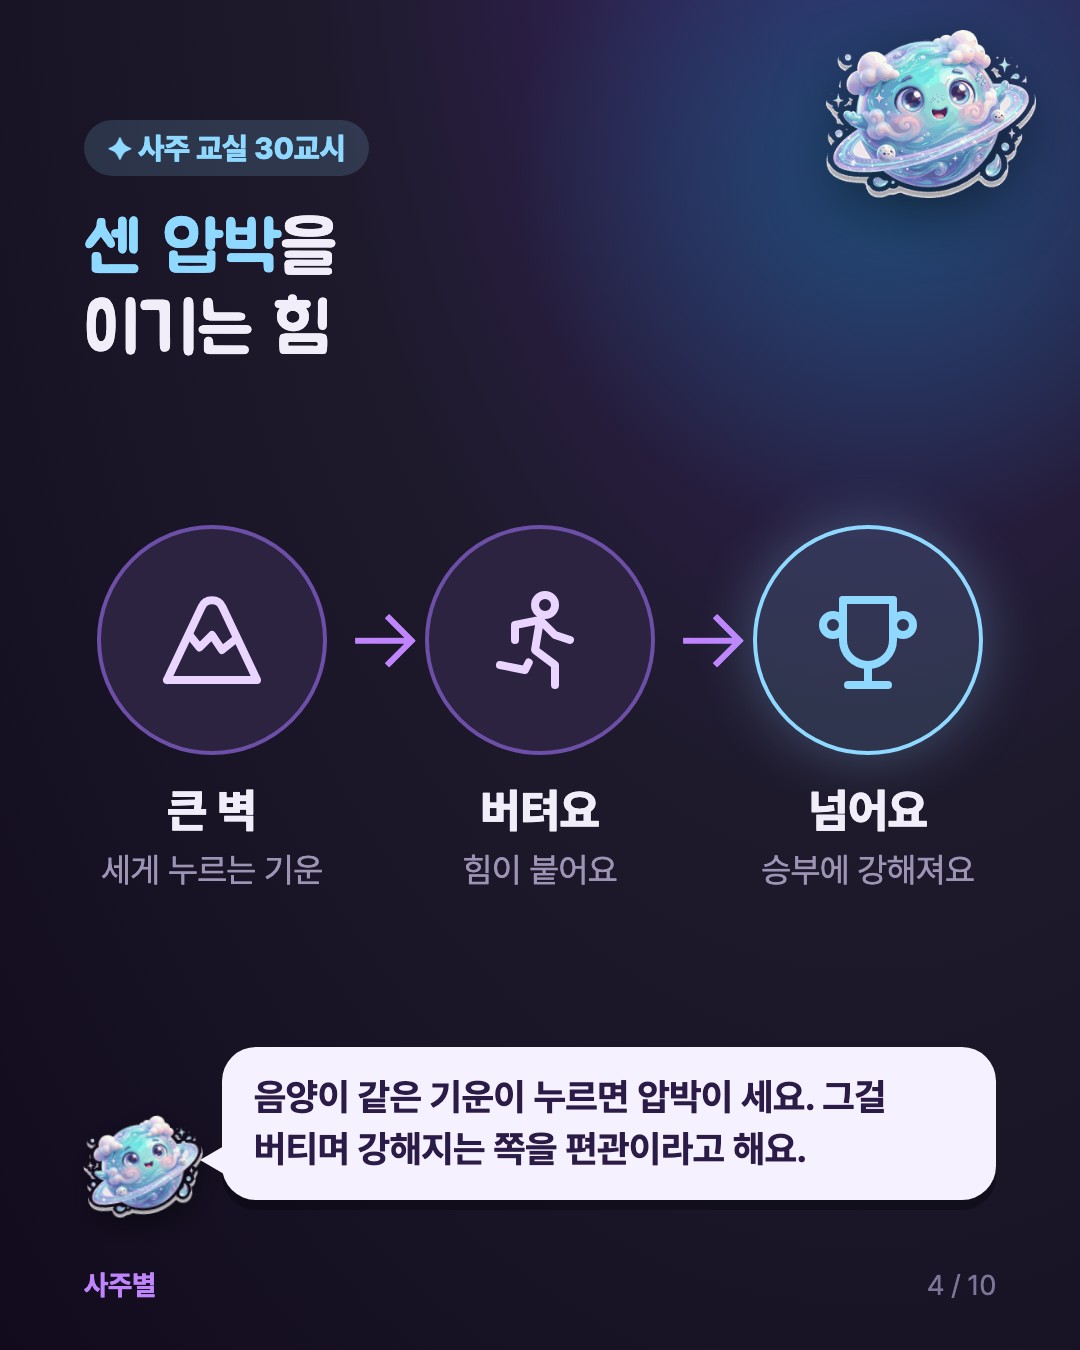 사주 교실 30교시
센 압박을
이기는 힘
큰 벽
세게 누르는 기운
버텨요
힘이 붙어요
넘어요
승부에 강해져요
음양이 같은 기운이 누르면 압박이 세요. 그걸
버티며 강해지는 쪽을 편관이라고 해요.
사주별
4 / 10